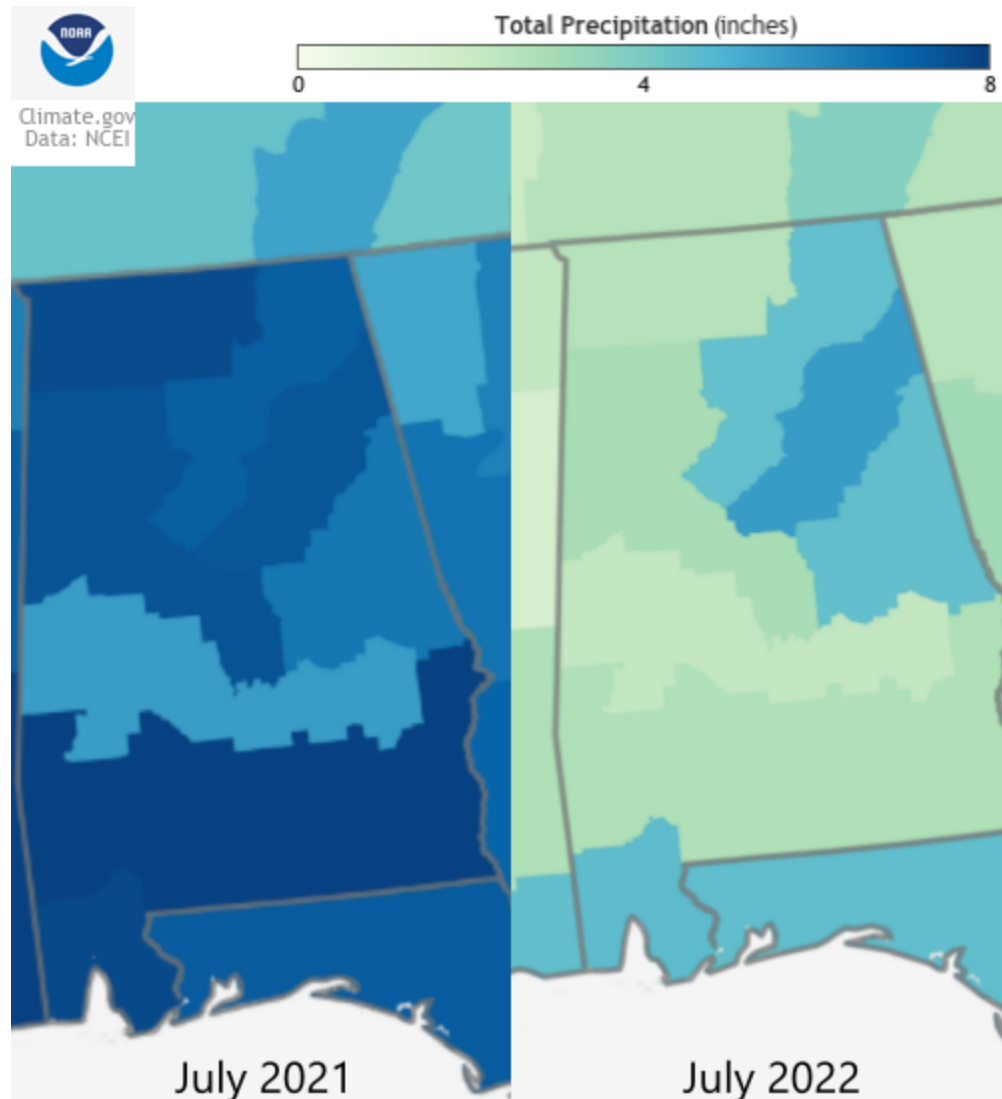 NOAA
Climate.gov
Data: NCEI
Total Precipitation (inches)
0 4 8
July 2021
July 2022